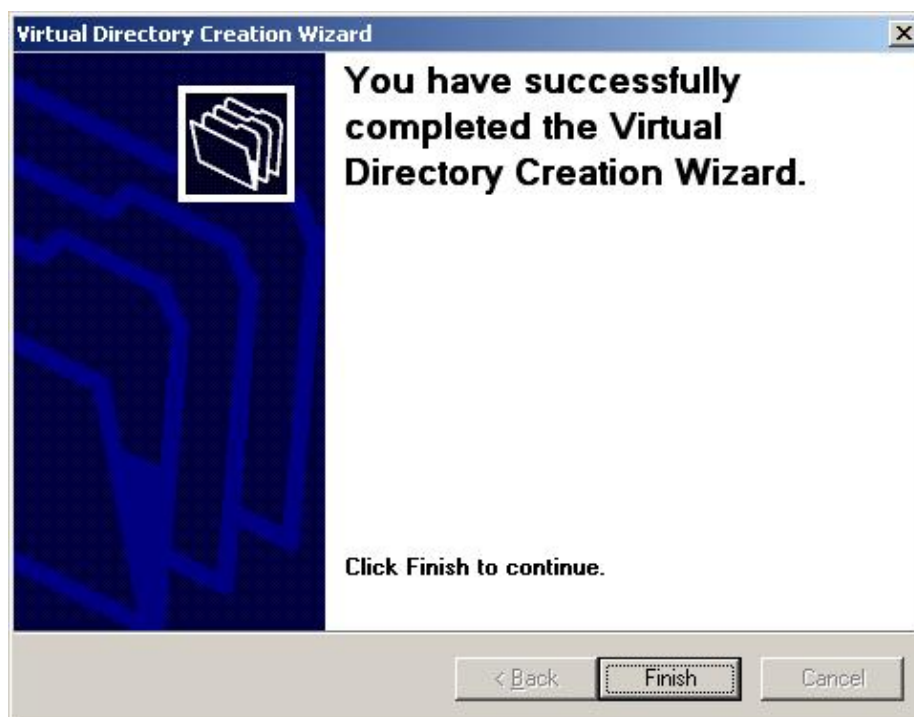 Virtual Directory Creation Wizard
You have successfully
completed the Virtual
Directory Creation Wizard.
Click Finish to continue.
< Back
Finish
Cancel